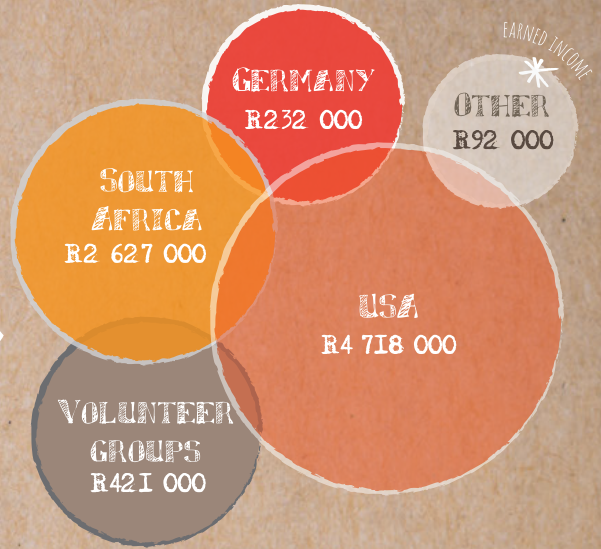 EARNED INCOME
GERMANY
R232 000
OTHER
R92 000
SOUTH
AFRICA
R2 627 000
USA
R4 718 000
VOLUNTEER
GROUPS
R421 000